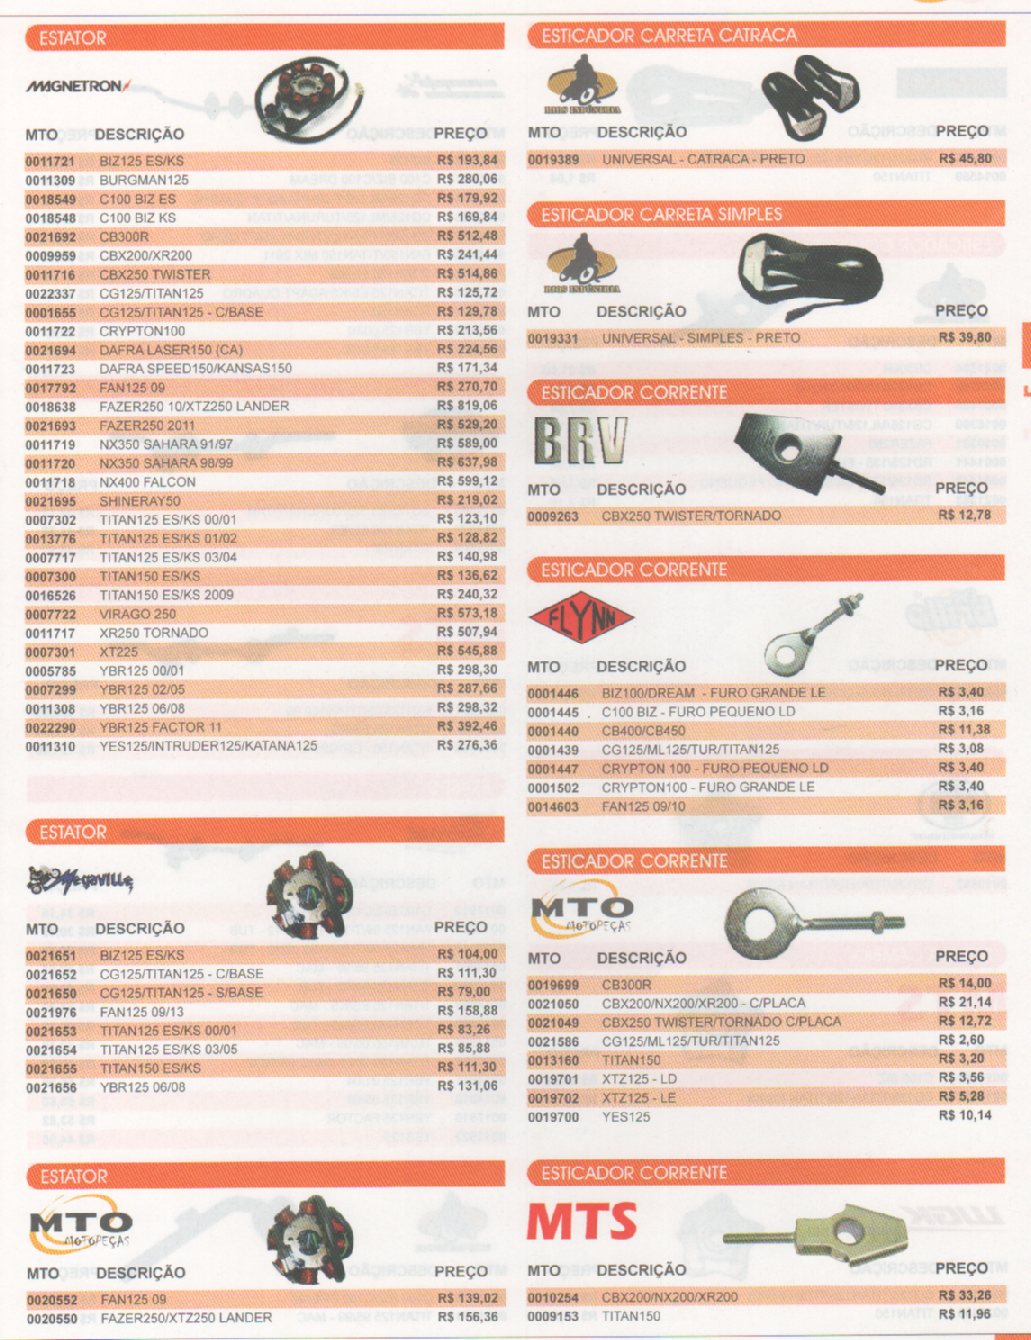 ESTATOR
MAGNETRON
MTO DESCRIÇÃO PREÇO
0011721 BIZ125 ES/KS R$ 193,84
0011309 BURGMAN125 R$ 280,06
0018549 C100 BIZ ES R$ 179,92
0018548 C100 BIZ KS R$ 169,84
0021692 CB300R R$ 512,48
0009959 CBX200/XR200 R$ 241,44
0011716 CBX250 TWISTER R$ 514,86
0022337 CG125/TITAN125 R$ 125,72
0001655 CG125/TITAN125 - C/BASE R$ 129,78
0011722 CRYPTON100 R$ 213,56
0021694 DAFRA LASER150 (CA) R$ 224,56
0011723 DAFRA SPEED150/KANSAS150 R$ 171,34
0017792 FAN125 09 R$ 270,70
0018638 FAZER250 10/XTZ250 LANDER R$ 819,06
0021693 FAZER250 2011 R$ 529,20
0011719 NX350 SAHARA 91/97 R$ 589,00
0011720 NX350 SAHARA 98/99 R$ 637,98
0011718 NX400 FALCON R$ 599,12
0021695 SHINERAY50 R$ 219,02
0007302 TITAN125 ES/KS 00/01 R$ 123,10
0013776 TITAN125 ES/KS 01/02 R$ 128,82
0007717 TITAN125 ES/KS 03/04 R$ 140,98
0007300 TITAN150 ES/KS R$ 136,62
0016526 TITAN150 ES/KS 2009 R$ 240,32
0007722 VIRAGO 250 R$ 573,18
0011717 XR250 TORNADO R$ 507,94
0007301 XT225 R$ 545,88
0005785 YBR125 00/01 R$ 298,30
0007299 YBR125 02/05 R$ 287,66
0011308 YBR125 06/08 R$ 298,32
0022290 YBR125 FACTOR 11 R$ 392,46
0011310 YES125/INTRUDER125/KATANA125 R$ 276,36
ESTATOR
Megaville
MTO DESCRIÇÃO PREÇO
0021651 BIZ125 ES/KS R$ 104,00
0021652 CG125/TITAN125 - C/BASE R$ 111,30
0021650 CG125/TITAN125 - S/BASE R$ 79,00
0021976 FAN125 09/13 R$ 158,88
0021653 TITAN125 ES/KS 00/01 R$ 83,26
0021654 TITAN125 ES/KS 03/05 R$ 85,88
0021655 TITAN150 ES/KS R$ 111,30
0021656 YBR125 06/08 R$ 131,06
ESTATOR
MTO
MOTOPEÇAS
MTO DESCRIÇÃO PREÇO
0020552 FAN125 09 R$ 139,02
0020550 FAZER250/XTZ250 LANDER R$ 156,36
ESTICADOR CARRETA CATRACA
RIOS INDÚSTRIA
MTO DESCRIÇÃO PREÇO
0019389 UNIVERSAL - CATRACA - PRETO R$ 45,80
ESTICADOR CARRETA SIMPLES
RIOS INDÚSTRIA
MTO DESCRIÇÃO PREÇO
0019331 UNIVERSAL - SIMPLES - PRETO R$ 39,80
ESTICADOR CORRENTE
BRV
MTO DESCRIÇÃO PREÇO
0009263 CBX250 TWISTER/TORNADO R$ 12,78
ESTICADOR CORRENTE
FLYNN
MTO DESCRIÇÃO PREÇO
0001446 BIZ100/DREAM - FURO GRANDE LE R$ 3,40
0001445 C100 BIZ - FURO PEQUENO LD R$ 3,16
0001440 CB400/CB450 R$ 11,38
0001439 CG125/ML125/TUR/TITAN125 R$ 3,08
0001447 CRYPTON 100 - FURO PEQUENO LD R$ 3,40
0001502 CRYPTON100 - FURO GRANDE LE R$ 3,40
0014603 FAN125 09/10 R$ 3,16
ESTICADOR CORRENTE
MTO
MOTOPEÇAS
MTO DESCRIÇÃO PREÇO
0019699 CB300R R$ 14,00
0021050 CBX200/NX200/XR200 - C/PLACA R$ 21,14
0021049 CBX250 TWISTER/TORNADO C/PLACA R$ 12,72
0021586 CG125/ML125/TUR/TITAN125 R$ 2,60
0013160 TITAN150 R$ 3,20
0019701 XTZ125 - LD R$ 3,56
0019702 XTZ125 - LE R$ 5,28
0019700 YES125 R$ 10,14
ESTICADOR CORRENTE
MTS
MTO DESCRIÇÃO PREÇO
0010254 CBX200/NX200/XR200 R$ 33,26
0009153 TITAN150 R$ 11,96